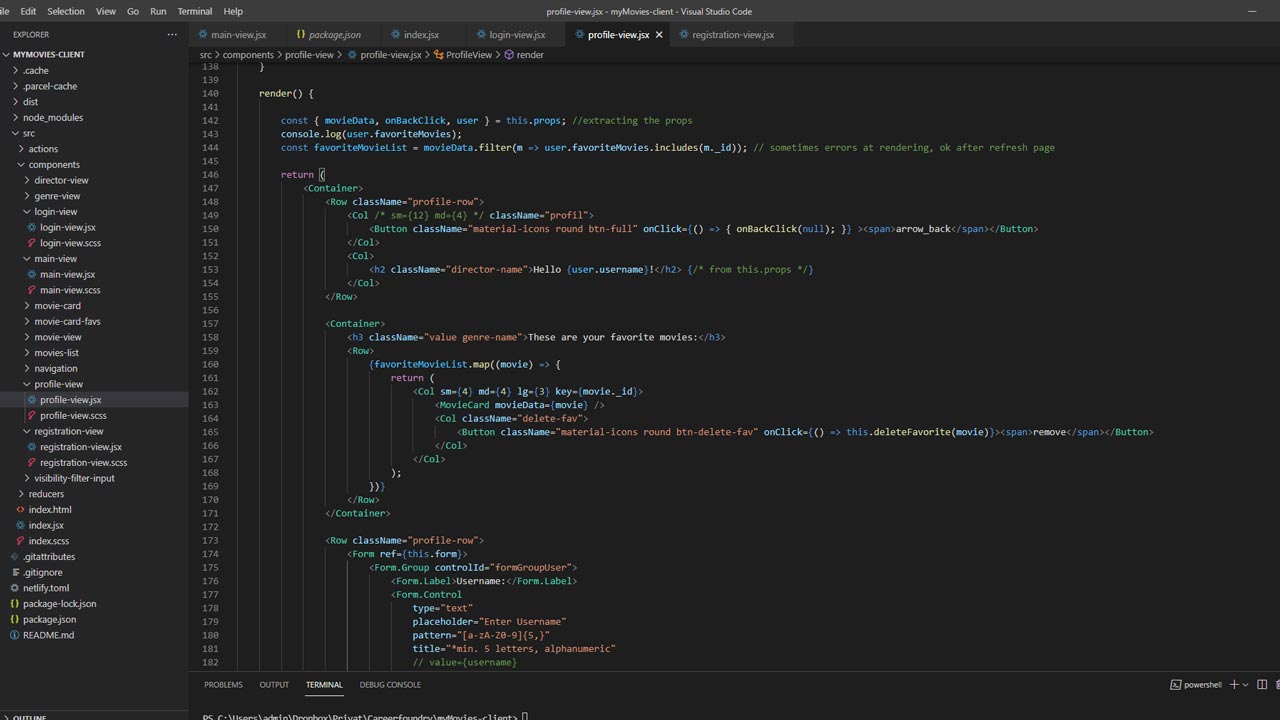 ile Edit Selection View Go Run Terminal Help
profile-view.jsx - myMovies-client - Visual Studio Code
EXPLORER ···
main-view.jsx package.json index.jsx login-view.jsx profile-view.jsx registration-view.jsx
MYMOVIES-CLIENT
.cache
.parcel-cache
dist
node_modules
src
actions
components
director-view
genre-view
login-view
login-view.jsx
login-view.scss
main-view
main-view.jsx
main-view.scss
movie-card
movie-card-favs
movie-view
movies-list
navigation
profile-view
profile-view.jsx
profile-view.scss
registration-view
registration-view.jsx
registration-view.scss
visibility-filter-input
reducers
index.html
index.jsx
index.scss
.gitattributes
.gitignore
netlify.toml
package-lock.json
package.json
README.md
OUTLINE
src > components > profile-view > profile-view.jsx > ProfileView > render
138 }
139
140 render() {
141
142 const { movieData, onBackClick, user } = this.props; //extracting the props
143 console.log(user.favoriteMovies);
144 const favoriteMovieList = movieData.filter(m => user.favoriteMovies.includes(m._id)); // sometimes errors at rendering, ok after refresh page
145
146 return (
147 <Container>
148 <Row className="profile-row">
149 <Col /* sm={12} md={4} */ className="profil">
150 <Button className="material-icons round btn-full" onClick={() => { onBackClick(null); }} ><span>arrow_back</span></Button>
151 </Col>
152 <Col>
153 <h2 className="director-name">Hello {user.username}!</h2> {/* from this.props */}
154 </Col>
155 </Row>
156
157 <Container>
158 <h3 className="value genre-name">These are your favorite movies:</h3>
159 <Row>
160 {favoriteMovieList.map((movie) => {
161 return (
162 <Col sm={4} md={4} lg={3} key={movie._id}>
163 <MovieCard movieData={movie} />
164 <Col className="delete-fav">
165 <Button className="material-icons round btn-delete-fav" onClick={() => this.deleteFavorite(movie)}><span>remove</span></Button>
166 </Col>
167 </Col>
168 );
169 })}
170 </Row>
171 </Container>
172
173 <Row className="profile-row">
174 <Form ref={this.form}>
175 <Form.Group controlId="formGroupUser">
176 <Form.Label>Username:</Form.Label>
177 <Form.Control
178 type="text"
179 placeholder="Enter Username"
180 pattern="[a-zA-Z0-9]{5,}"
181 title="*min. 5 letters, alphanumeric"
182 // value={username}
PROBLEMS OUTPUT TERMINAL DEBUG CONSOLE
powershell
PS C:\Users\admin\Dropbox\Privat\Careerfoundry\myMovies-client>